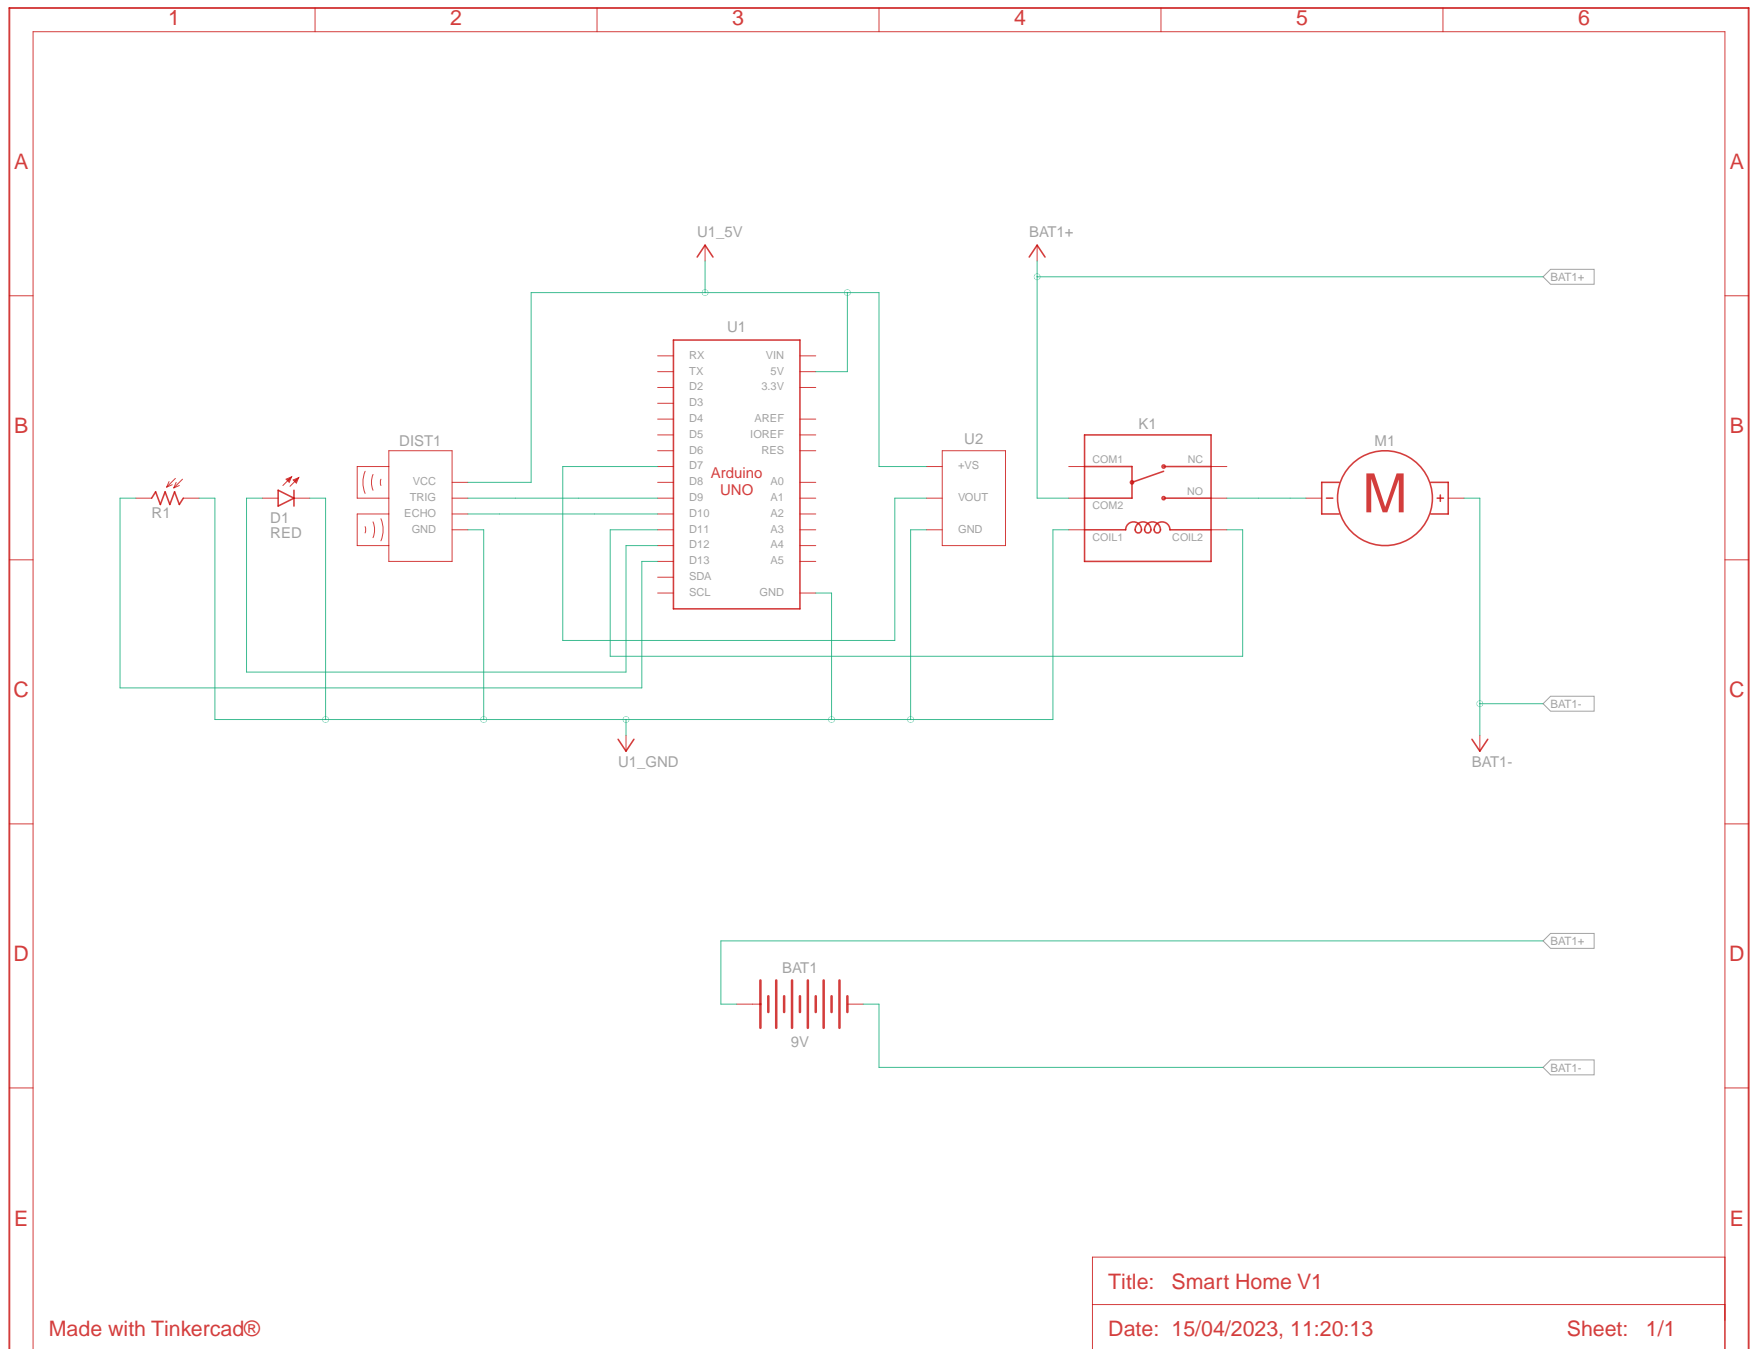 1 2 3 4 5 6
A A
U1_5V BAT1+
BAT1+
U1
RX VIN
TX 5V
D2 3.3V
D3
D4 AREF
B B
K1
D5 IOREF
DIST1 U2 M1
D6 RES
COM1 NC
D7 +VS
Arduino
VCC D8 A0
UNO
M
NO
TRIG D9 A1 VOUT - +
COM2
R1
ECHO D10 A2
D1
GND D11 A3 GND
RED
COIL1 COIL2
D12 A4
D13 A5
SDA
SCL GND
C C
BAT1-
U1_GND BAT1-
BAT1+
D D
BAT1
9V
BAT1-
E E
Title: Smart Home V1
Made with Tinkercad®
Date: 15/04/2023, 11:20:13 Sheet: 1/1